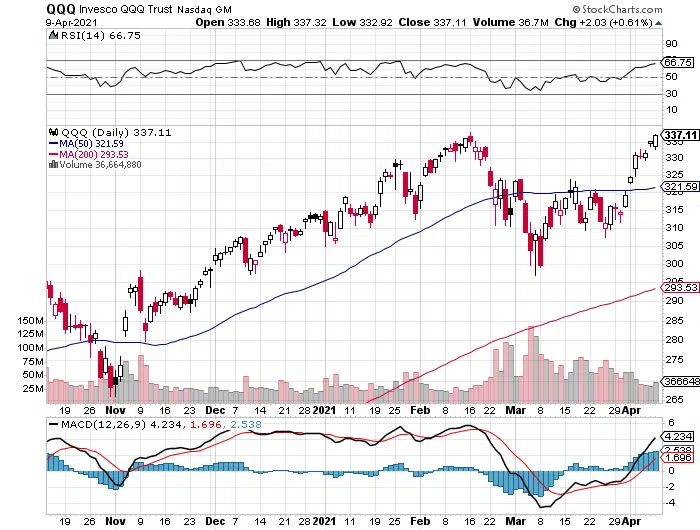 QQQ Invesco QQQ Trust Nasdaq GM
© StockCharts.com
9-Apr-2021
Open 333.68 High 337.32 Low 332.92 Close 337.11 Volume 36.7M Chg +2.03 (+0.61%)
RSI(14) 66.75
90
70
66.75
50
30
10
QQQ (Daily) 337.11
MA(50) 321.59
MA(200) 293.53
Volume 36,664,880
337.11
335
330
325
321.59
320
315
310
305
300
295
293.53
290
285
280
275
270
265
150M
125M
100M
75M
50M
25M
366648
19 26 Nov 9 16 23 Dec 7 14 21 28 2021 11 19 25 Feb 8 16 22 Mar 8 15 22 29 Apr
MACD(12,26,9) 4.234, 1.696, 2.538
6
4.234
2.538
1.696
0
-2
-4
19 26 Nov 9 16 23 Dec 7 14 21 28 2021 11 19 25 Feb 8 16 22 Mar 8 15 22 29 Apr